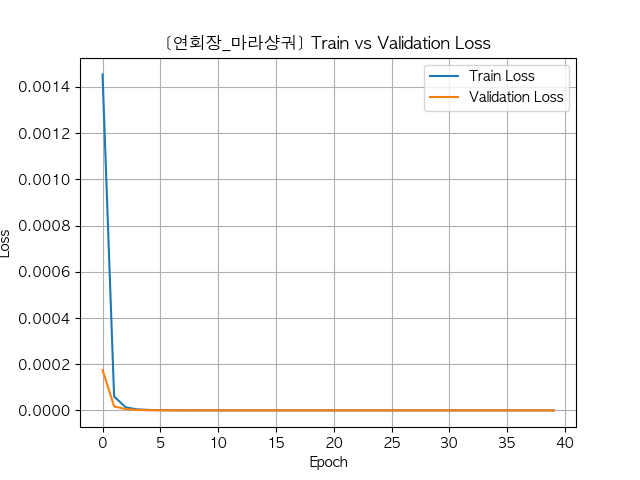 [연회장_마라샹궈] Train vs Validation Loss
Train Loss
Validation Loss
0.0014
0.0012
0.0010
0.0008
0.0006
0.0004
0.0002
0.0000
Loss
0 5 10 15 20 25 30 35 40
Epoch